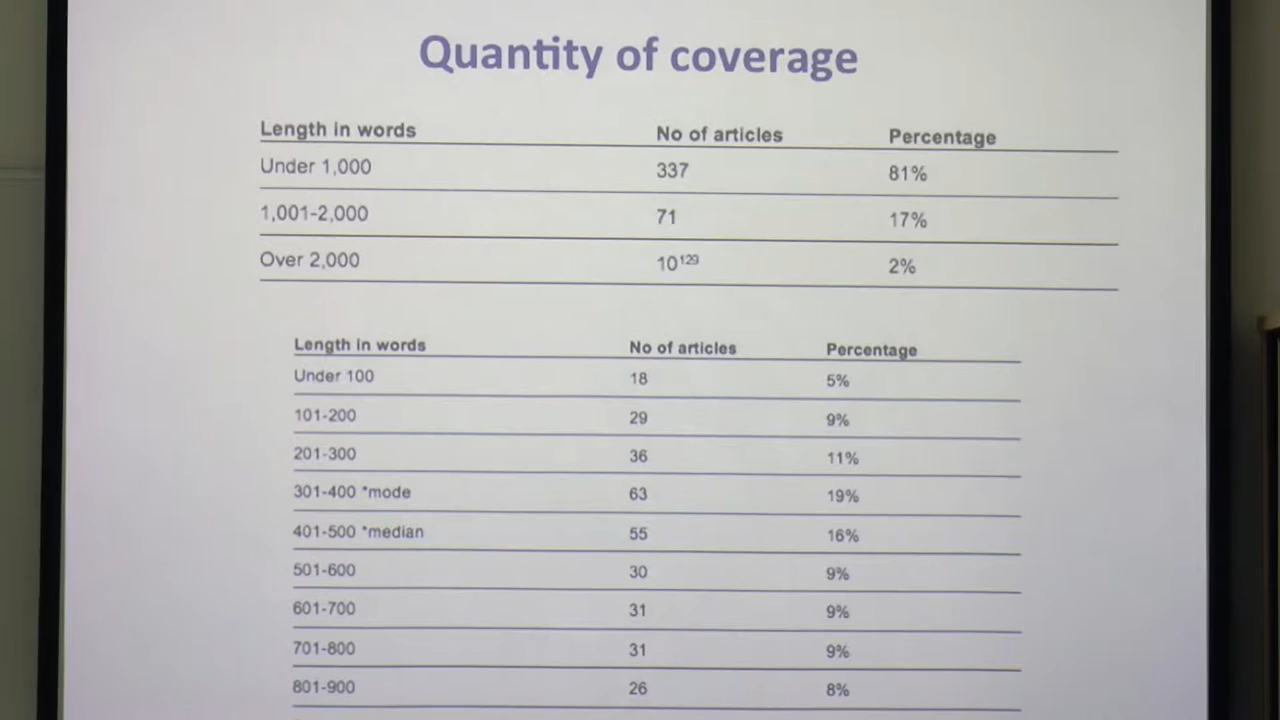 Quantity of coverage
Length in words No of articles Percentage
Under 1,000 337 81%
1,001-2,000 71 17%
Over 2,000 10¹²⁹ 2%
Length in words No of articles Percentage
Under 100 18 5%
101-200 29 9%
201-300 36 11%
301-400 *mode 63 19%
401-500 *median 55 16%
501-600 30 9%
601-700 31 9%
701-800 31 9%
801-900 26 8%